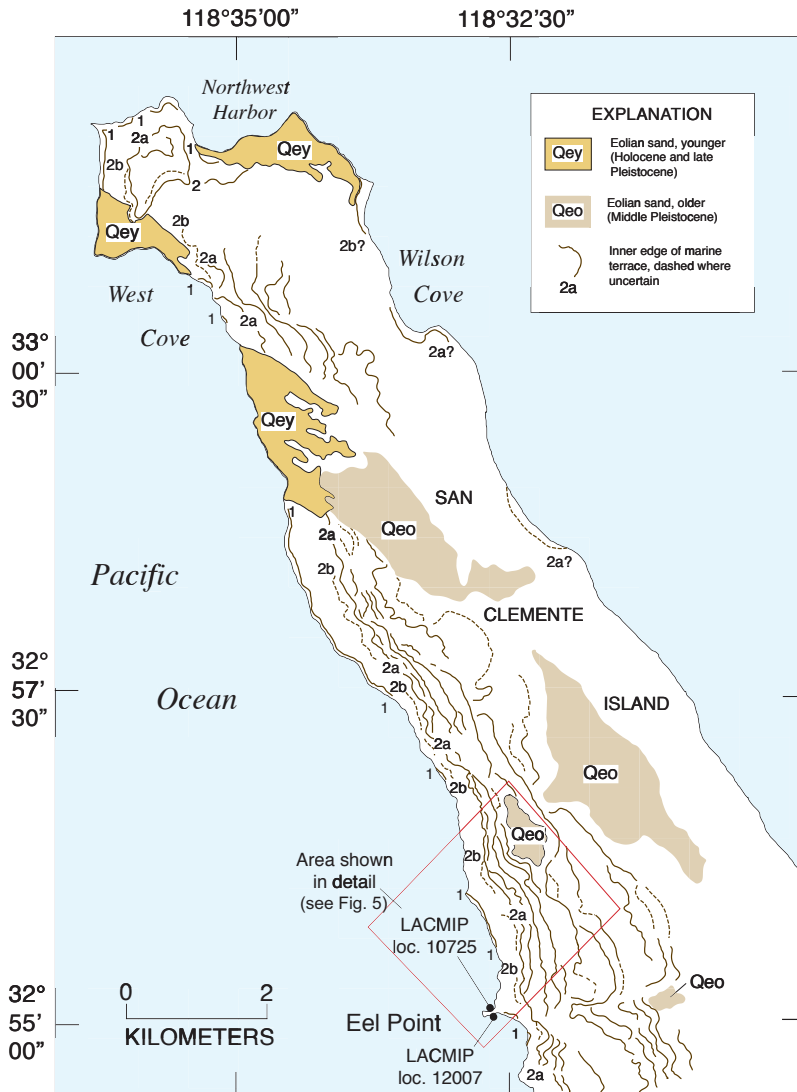 118°35'00” 118°32'30”
Northwest
Harbor
EXPLANATION
Qey
Eolian sand, younger
(Holocene and late
Pleistocene)
Qeo
Eolian sand, older
(Middle Pleistocene)
2a
Inner edge of marine
terrace, dashed where
uncertain
1
1
2a
1
2b
2
Qey
Qey
2b
2a
2b?
Wilson
Cove
West
Cove
1
1
2a
2a?
33°
00'
30”
Qey
SAN
1
2a
Qeo
2b
2a?
Pacific
CLEMENTE
32°
57'
30”
2a
2b
1
Ocean
ISLAND
2a
1
2b
Qeo
Qeo
2b
Area shown
in detail
(see Fig. 5)
1
2a
LACMIP
loc. 10725
1
2b
Qeo
32°
55'
00”
0 2
KILOMETERS
Eel Point
1
LACMIP
loc. 12007
2a